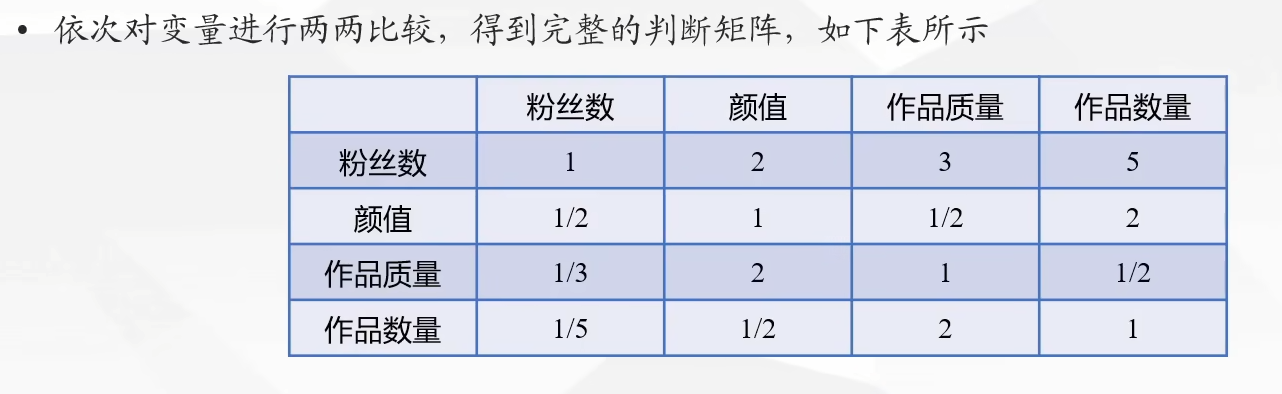 • 依次对变量进行两两比较，得到完整的判断矩阵，如下表所示
粉丝数 颜值 作品质量 作品数量
粉丝数 1 2 3 5
颜值 1/2 1 1/2 2
作品质量 1/3 2 1 1/2
作品数量 1/5 1/2 2 1